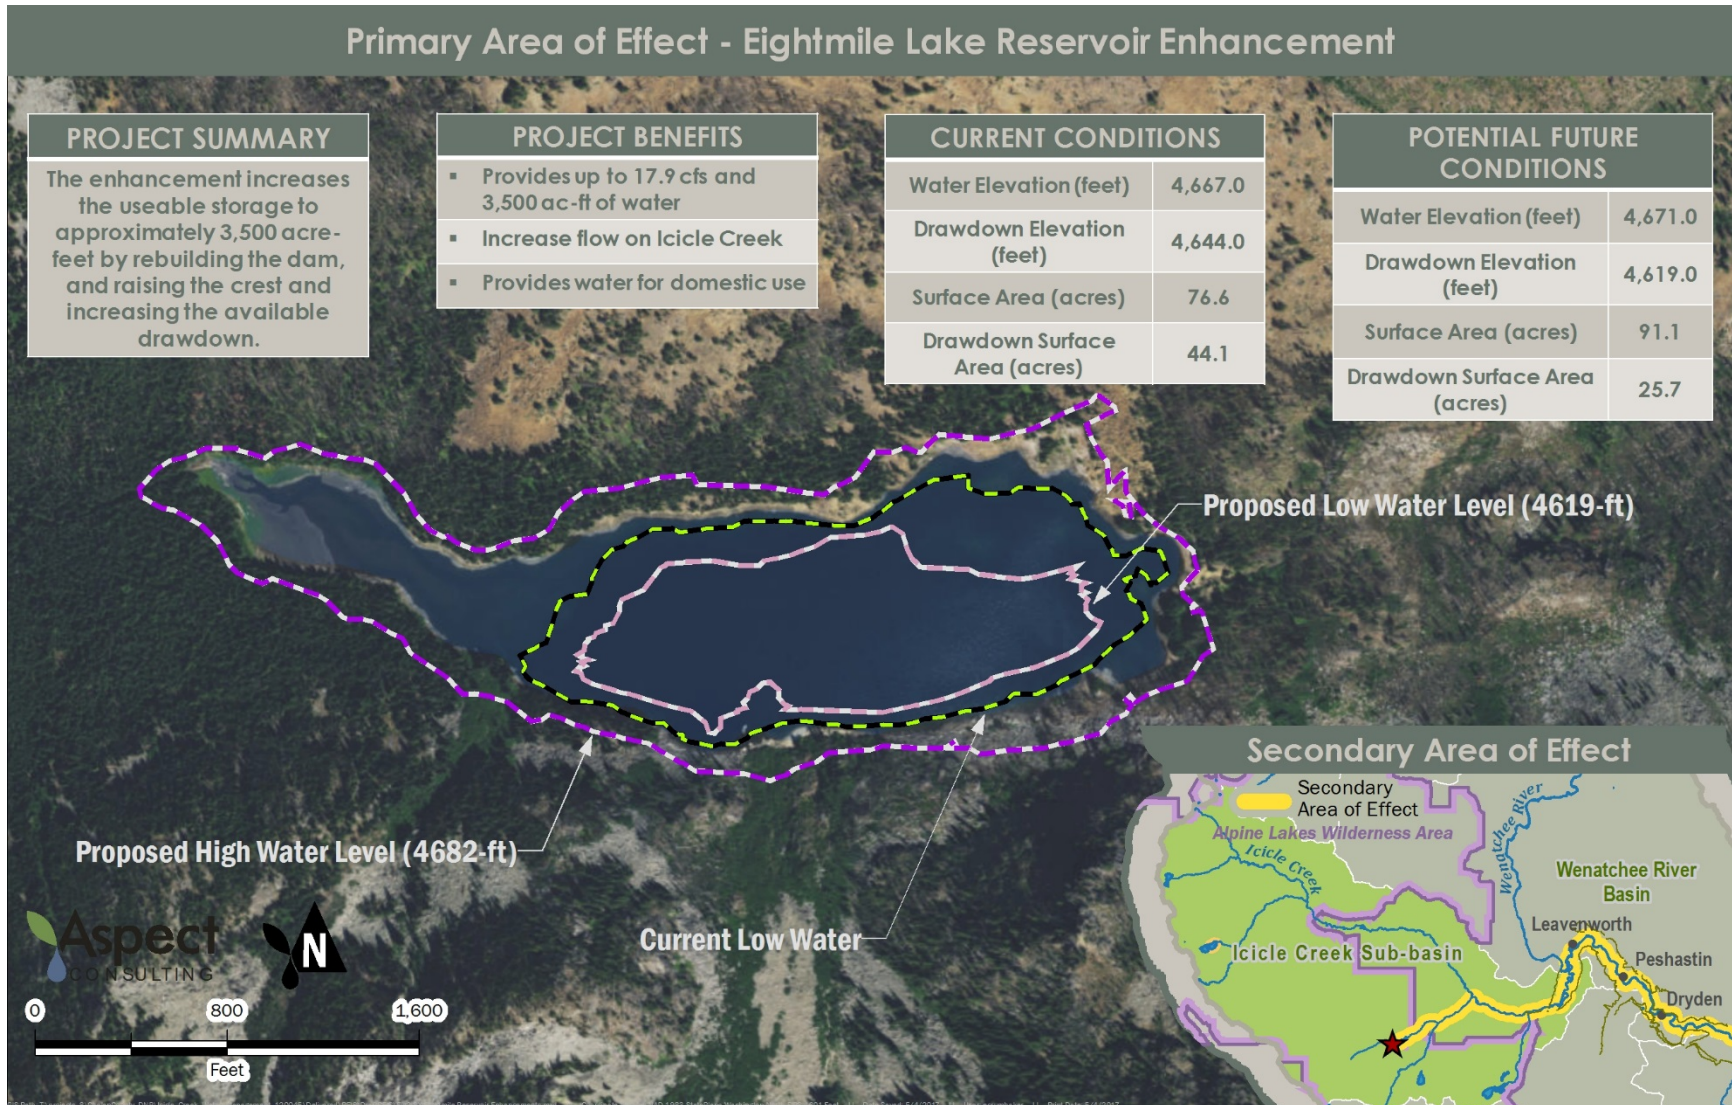 Primary Area of Effect - Eightmile Lake Reservoir Enhancement
PROJECT SUMMARY
The enhancement increases
the useable storage to
approximately 3,500 acre-
feet by rebuilding the dam,
and raising the crest and
increasing the available
drawdown.
PROJECT BENEFITS
▪ Provides up to 17.9 cfs and
3,500 ac-ft of water
▪ Increase flow on Icicle Creek
▪ Provides water for domestic use
CURRENT CONDITIONS
Water Elevation (feet) 4,667.0
Drawdown Elevation
(feet) 4,644.0
Surface Area (acres) 76.6
Drawdown Surface
Area (acres) 44.1
POTENTIAL FUTURE
CONDITIONS
Water Elevation (feet) 4,671.0
Drawdown Elevation
(feet) 4,619.0
Surface Area (acres) 91.1
Drawdown Surface Area
(acres) 25.7
Proposed Low Water Level (4619-ft)
Proposed High Water Level (4682-ft)
Current Low Water
Aspect
CONSULTING
N
0 800 1,600
Feet
Secondary Area of Effect
Secondary
Area of Effect
Alpine Lakes Wilderness Area
Icicle Creek
Wenatchee River
Wenatchee River
Basin
Leavenworth
Icicle Creek Sub-basin
Peshastin
Dryden